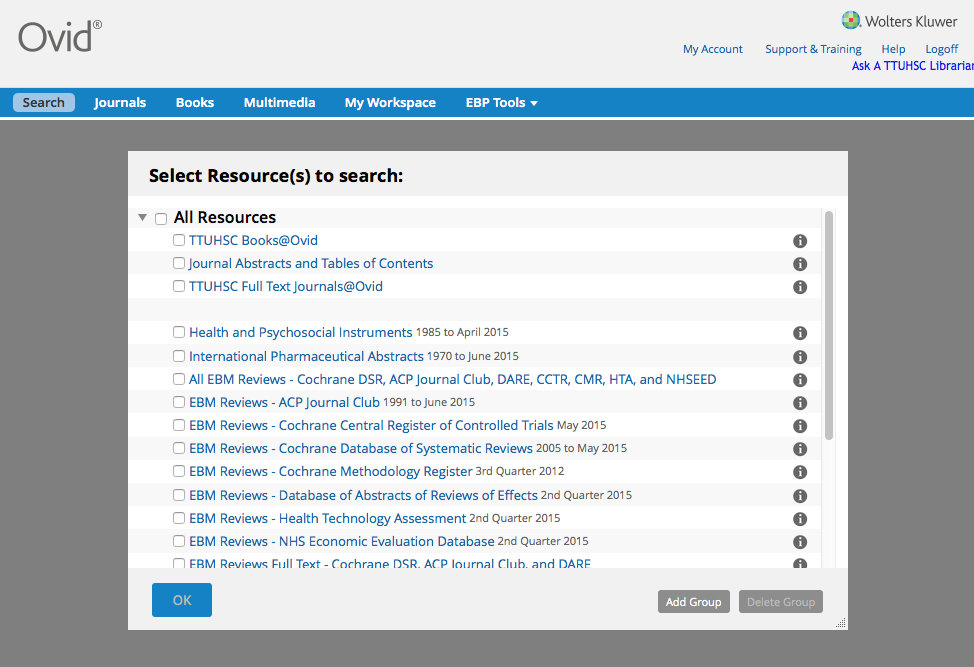 Ovid®
Wolters Kluwer
My Account Support & Training Help Logoff
Ask A TTUHSC Librarian
Search Journals Books Multimedia My Workspace EBP Tools
Select Resource(s) to search:
All Resources
TTUHSC Books@Ovid
Journal Abstracts and Tables of Contents
TTUHSC Full Text Journals@Ovid
Health and Psychosocial Instruments 1985 to April 2015
International Pharmaceutical Abstracts 1970 to June 2015
All EBM Reviews - Cochrane DSR, ACP Journal Club, DARE, CCTR, CMR, HTA, and NHSEED
EBM Reviews - ACP Journal Club 1991 to June 2015
EBM Reviews - Cochrane Central Register of Controlled Trials May 2015
EBM Reviews - Cochrane Database of Systematic Reviews 2005 to May 2015
EBM Reviews - Cochrane Methodology Register 3rd Quarter 2012
EBM Reviews - Database of Abstracts of Reviews of Effects 2nd Quarter 2015
EBM Reviews - Health Technology Assessment 2nd Quarter 2015
EBM Reviews - NHS Economic Evaluation Database 2nd Quarter 2015
EBM Reviews Full Text - Cochrane DSR, ACP Journal Club, and DARE
OK Add Group Delete Group